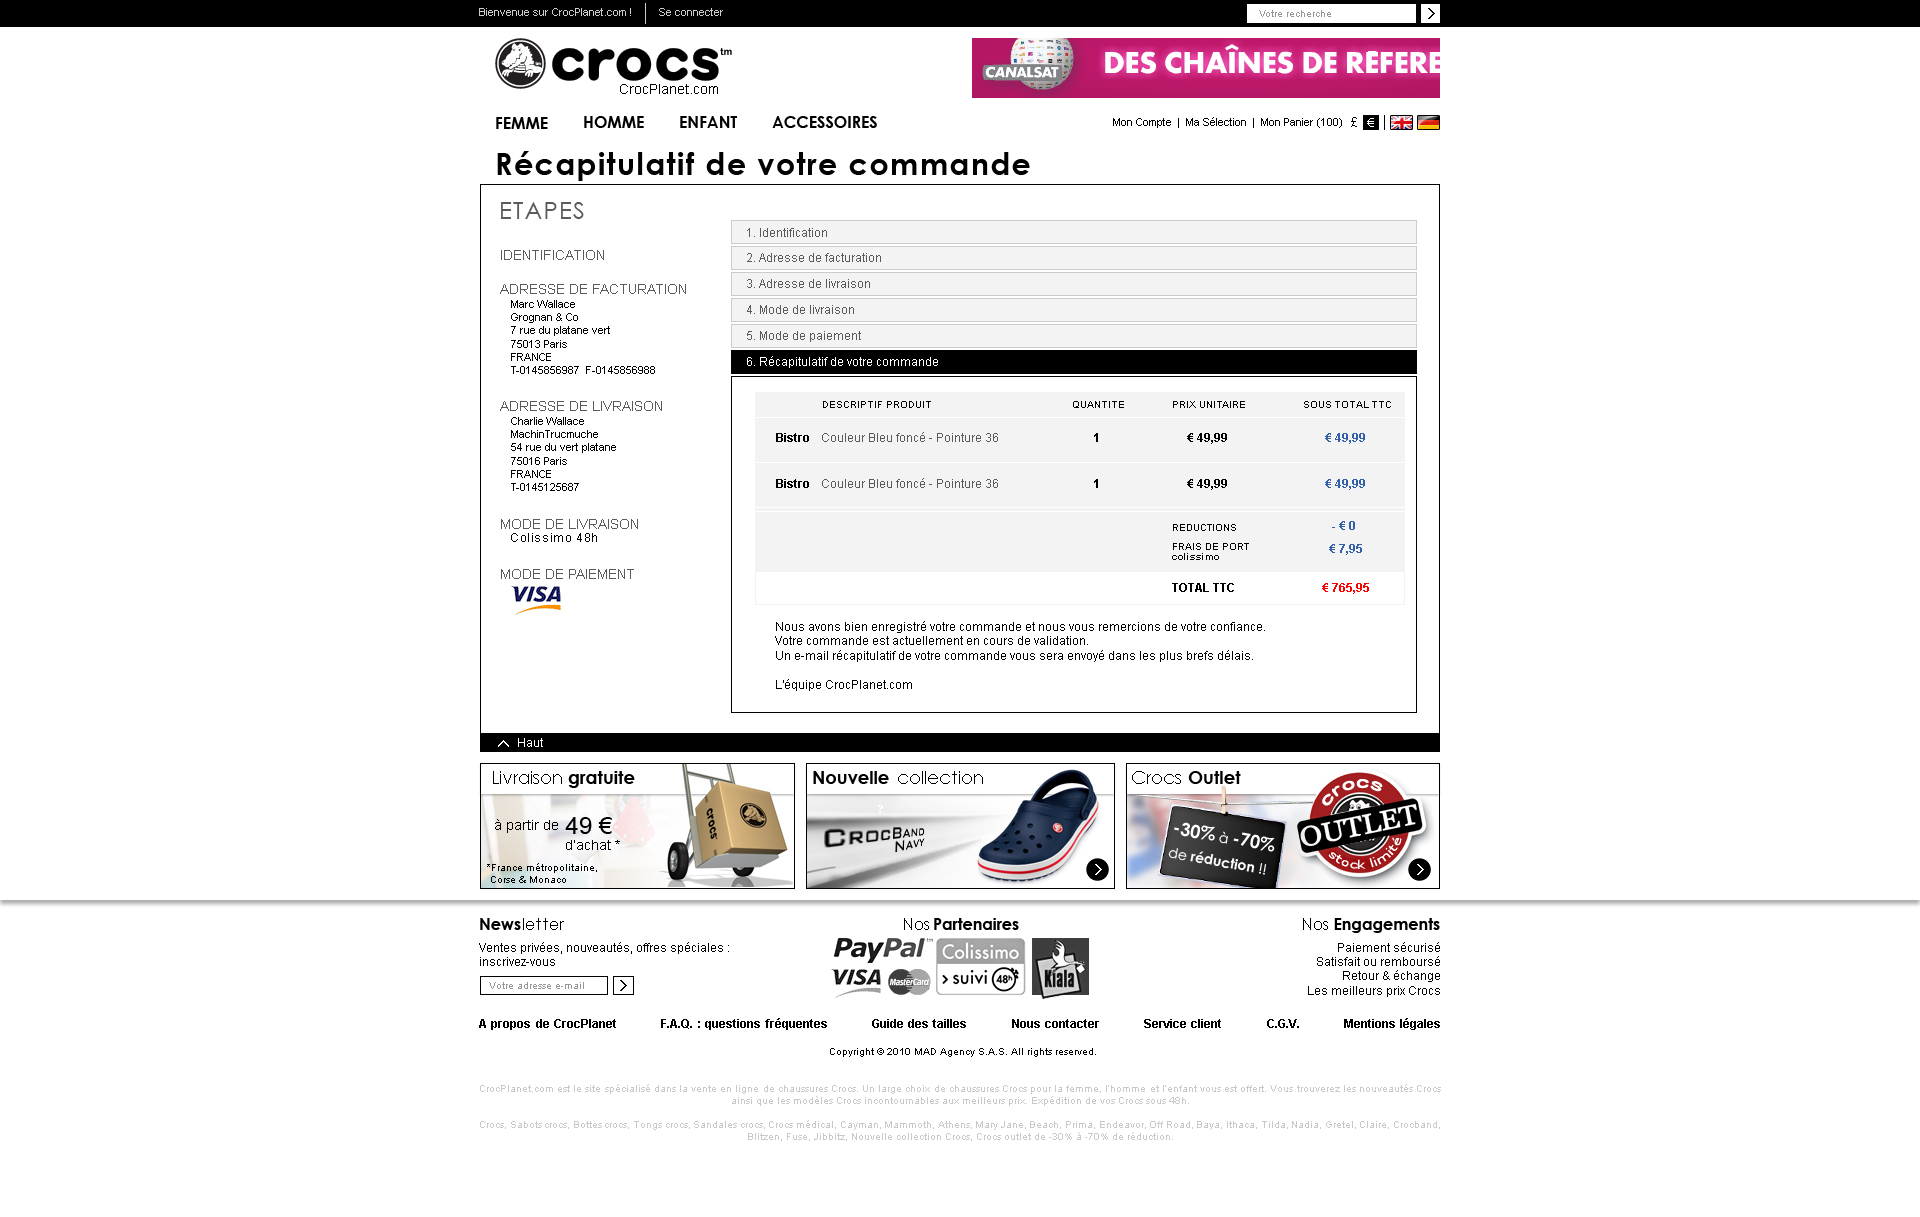 Bienvenue sur CrocPlanet.com ! Se connecter Votre recherche
crocs™
CrocPlanet.com
CANALSAT DES CHAÎNES DE RÉFÉRE
FEMME HOMME ENFANT ACCESSOIRES
Mon Compte | Ma Sélection | Mon Panier (100) £ € |
Récapitulatif de votre commande
ETAPES
IDENTIFICATION
ADRESSE DE FACTURATION
Marc Wallace
Grognan & Co
7 rue du platane vert
75013 Paris
FRANCE
T-0145856987 F-0145856988
ADRESSE DE LIVRAISON
Charlie Wallace
MachinTrucmuche
54 rue du vert platane
75016 Paris
FRANCE
T-0145125687
MODE DE LIVRAISON
Colissimo 48h
MODE DE PAIEMENT
VISA
1. Identification
2. Adresse de facturation
3. Adresse de livraison
4. Mode de livraison
5. Mode de paiement
6. Récapitulatif de votre commande
DESCRIPTIF PRODUIT QUANTITE PRIX UNITAIRE SOUS TOTAL TTC
Bistro Couleur Bleu foncé - Pointure 36 1 € 49,99 € 49,99
Bistro Couleur Bleu foncé - Pointure 36 1 € 49,99 € 49,99
REDUCTIONS - € 0
FRAIS DE PORT € 7,95
colissimo
TOTAL TTC € 765,95
Nous avons bien enregistré votre commande et nous vous remercions de votre confiance.
Votre commande est actuellement en cours de validation.
Un e-mail récapitulatif de votre commande vous sera envoyé dans les plus brefs délais.
L'équipe CrocPlanet.com
Haut
Livraison gratuite
à partir de 49 €
d'achat *
*France métropolitaine,
Corse & Monaco
crocs
Nouvelle collection
?
CROCBAND
NAVY
Crocs Outlet
-30% à -70%
de réduction !!
crocs
OUTLET
stock limité
Newsletter
Ventes privées, nouveautés, offres spéciales :
inscrivez-vous
Votre adresse e-mail
Nos Partenaires
PayPal™ Colissimo
VISA MasterCard suivi 48h Kiala
Nos Engagements
Paiement sécurisé
Satisfait ou remboursé
Retour & échange
Les meilleurs prix Crocs
A propos de CrocPlanet F.A.Q. : questions fréquentes Guide des tailles Nous contacter Service client C.G.V. Mentions légales
Copyright © 2010 MAD Agency S.A.S. All rights reserved.
CrocPlanet.com est le site spécialisé dans la vente en ligne de chaussures Crocs. Un large choix de chaussures Crocs pour la femme, l'homme et l'enfant vous est offert. Vous trouverez les nouveautés Crocs
ainsi que les modèles Crocs incontournables aux meilleurs prix. Expédition de vos Crocs sous 48h.
Crocs, Sabots crocs, Bottes crocs, Tongs crocs, Sandales crocs, Crocs médical, Cayman, Mammoth, Athens, Mary Jane, Beach, Prima, Endeavor, Off Road, Baya, Ithaca, Tilda, Nadia, Gretel, Claire, Crocband,
Blitzen, Fuse, Jibbitz, Nouvelle collection Crocs, Crocs outlet de -30% à -70% de réduction.